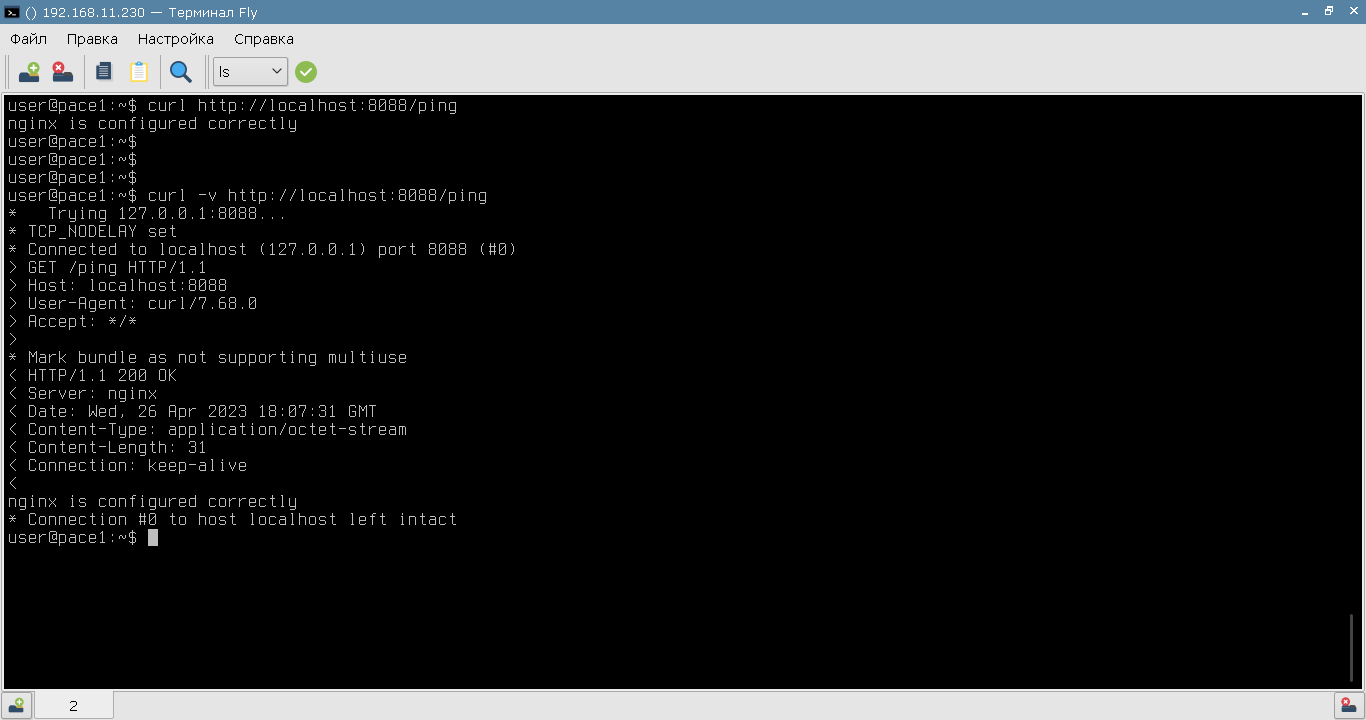 () 192.168.11.230 — Терминал Fly
Файл Правка Настройка Справка
ls
user@pace1:~$ curl http://localhost:8088/ping
nginx is configured correctly
user@pace1:~$
user@pace1:~$
user@pace1:~$
user@pace1:~$ curl -v http://localhost:8088/ping
*   Trying 127.0.0.1:8088...
* TCP_NODELAY set
* Connected to localhost (127.0.0.1) port 8088 (#0)
> GET /ping HTTP/1.1
> Host: localhost:8088
> User-Agent: curl/7.68.0
> Accept: */*
>
* Mark bundle as not supporting multiuse
< HTTP/1.1 200 OK
< Server: nginx
< Date: Wed, 26 Apr 2023 18:07:31 GMT
< Content-Type: application/octet-stream
< Content-Length: 31
< Connection: keep-alive
<
nginx is configured correctly
* Connection #0 to host localhost left intact
user@pace1:~$
2